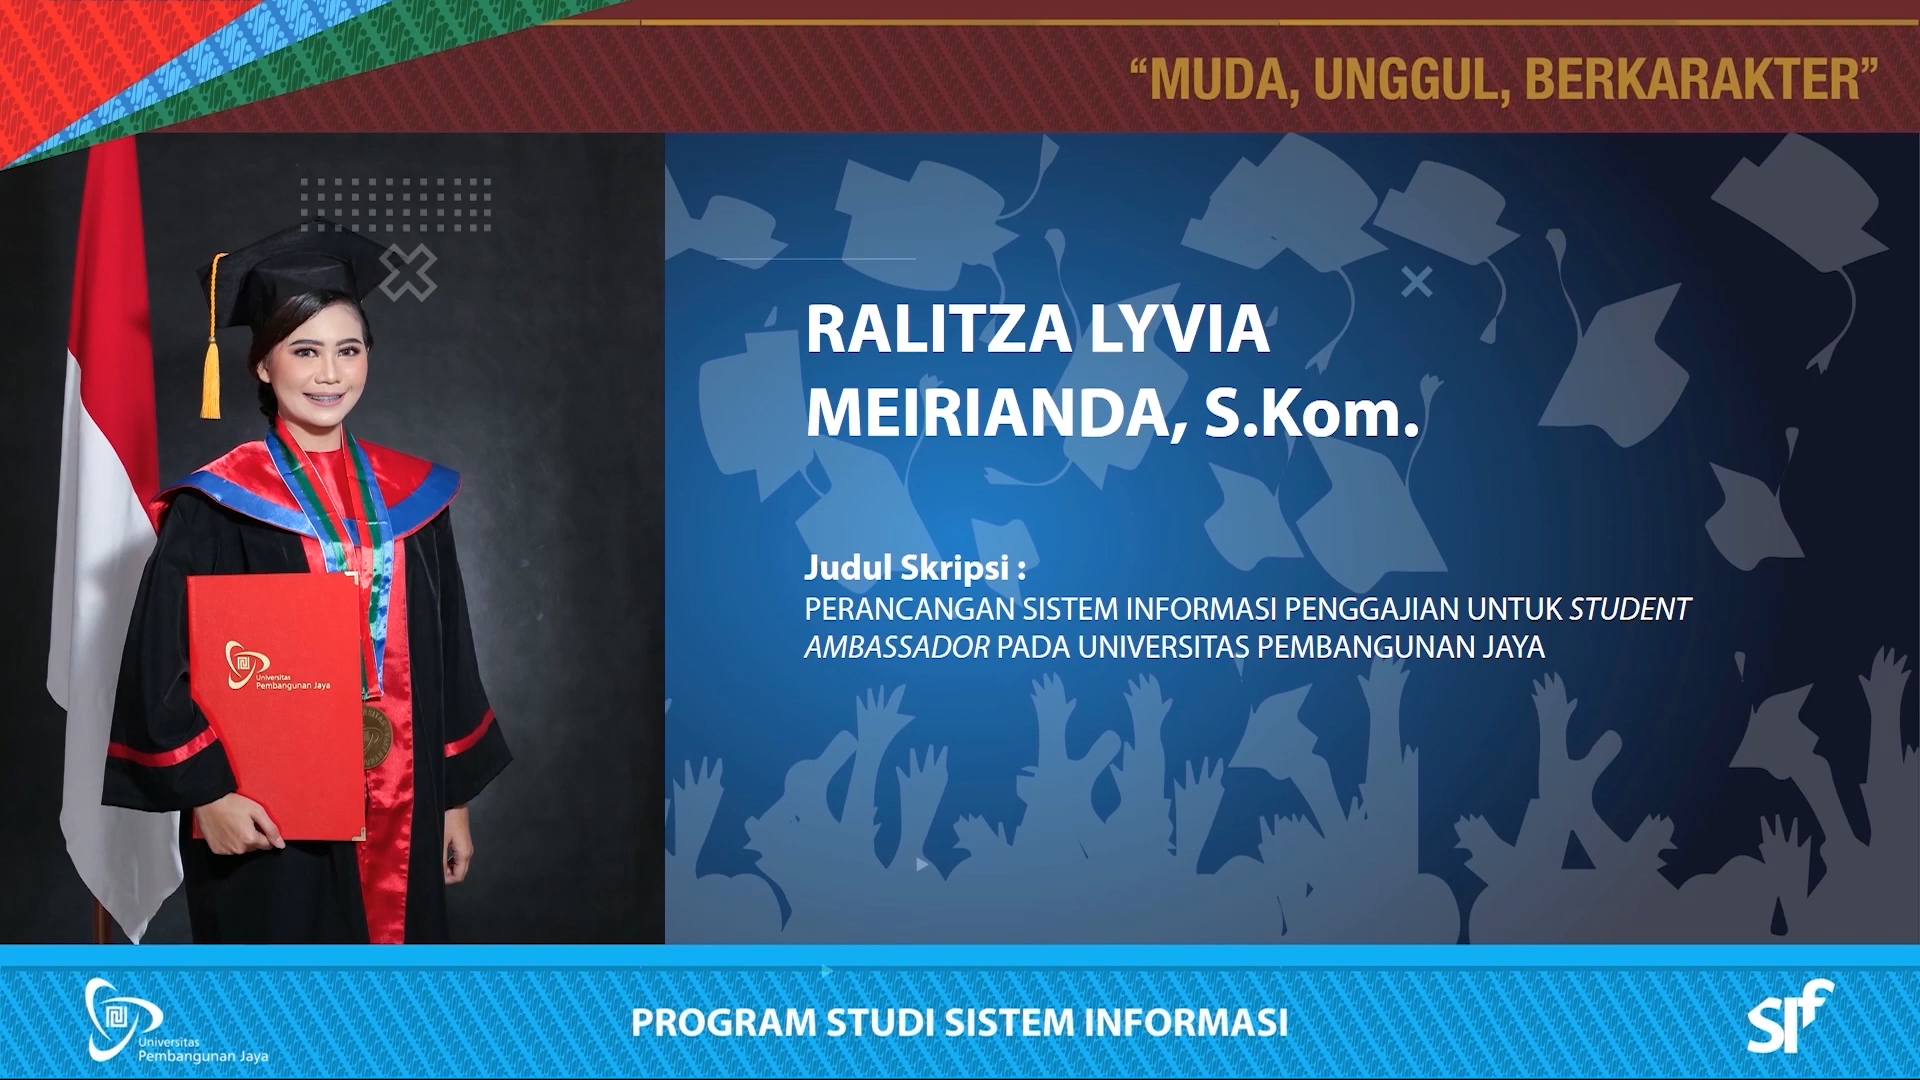 “MUDA, UNGGUL, BERKARAKTER”
RALITZA LYVIA
MEIRIANDA, S.Kom.
Judul Skripsi :
PERANCANGAN SISTEM INFORMASI PENGGAJIAN UNTUK STUDENT
AMBASSADOR PADA UNIVERSITAS PEMBANGUNAN JAYA
Universitas
Pembangunan Jaya
Universitas
Pembangunan Jaya
PROGRAM STUDI SISTEM INFORMASI
SIf